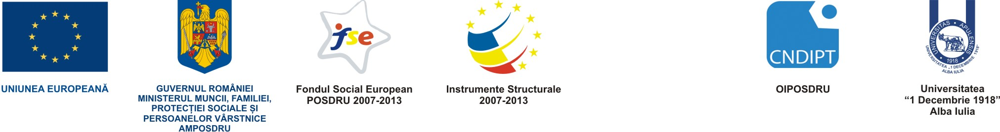 UNIUNEA EUROPEANĂ
GUVERNUL ROMÂNIEI
MINISTERUL MUNCII, FAMILIEI,
PROTECȚIEI SOCIALE ȘI
PERSOANELOR VÂRSTNICE
AMPOSDRU
fse
Fondul Social European
POSDRU 2007-2013
Instrumente Structurale
2007-2013
CNDIPT
OIPOSDRU
UNIVERSITAS • APULENSIS
• 1918 •
UNIVERSITATEA „1 DECEMBRIE 1918”
ALBA IULIA
Universitatea
“1 Decembrie 1918”
Alba Iulia